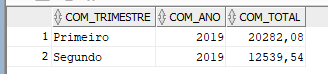 COM_TRIMESTRE COM_ANO COM_TOTAL
1 Primeiro 2019 20282,08
2 Segundo 2019 12539,54